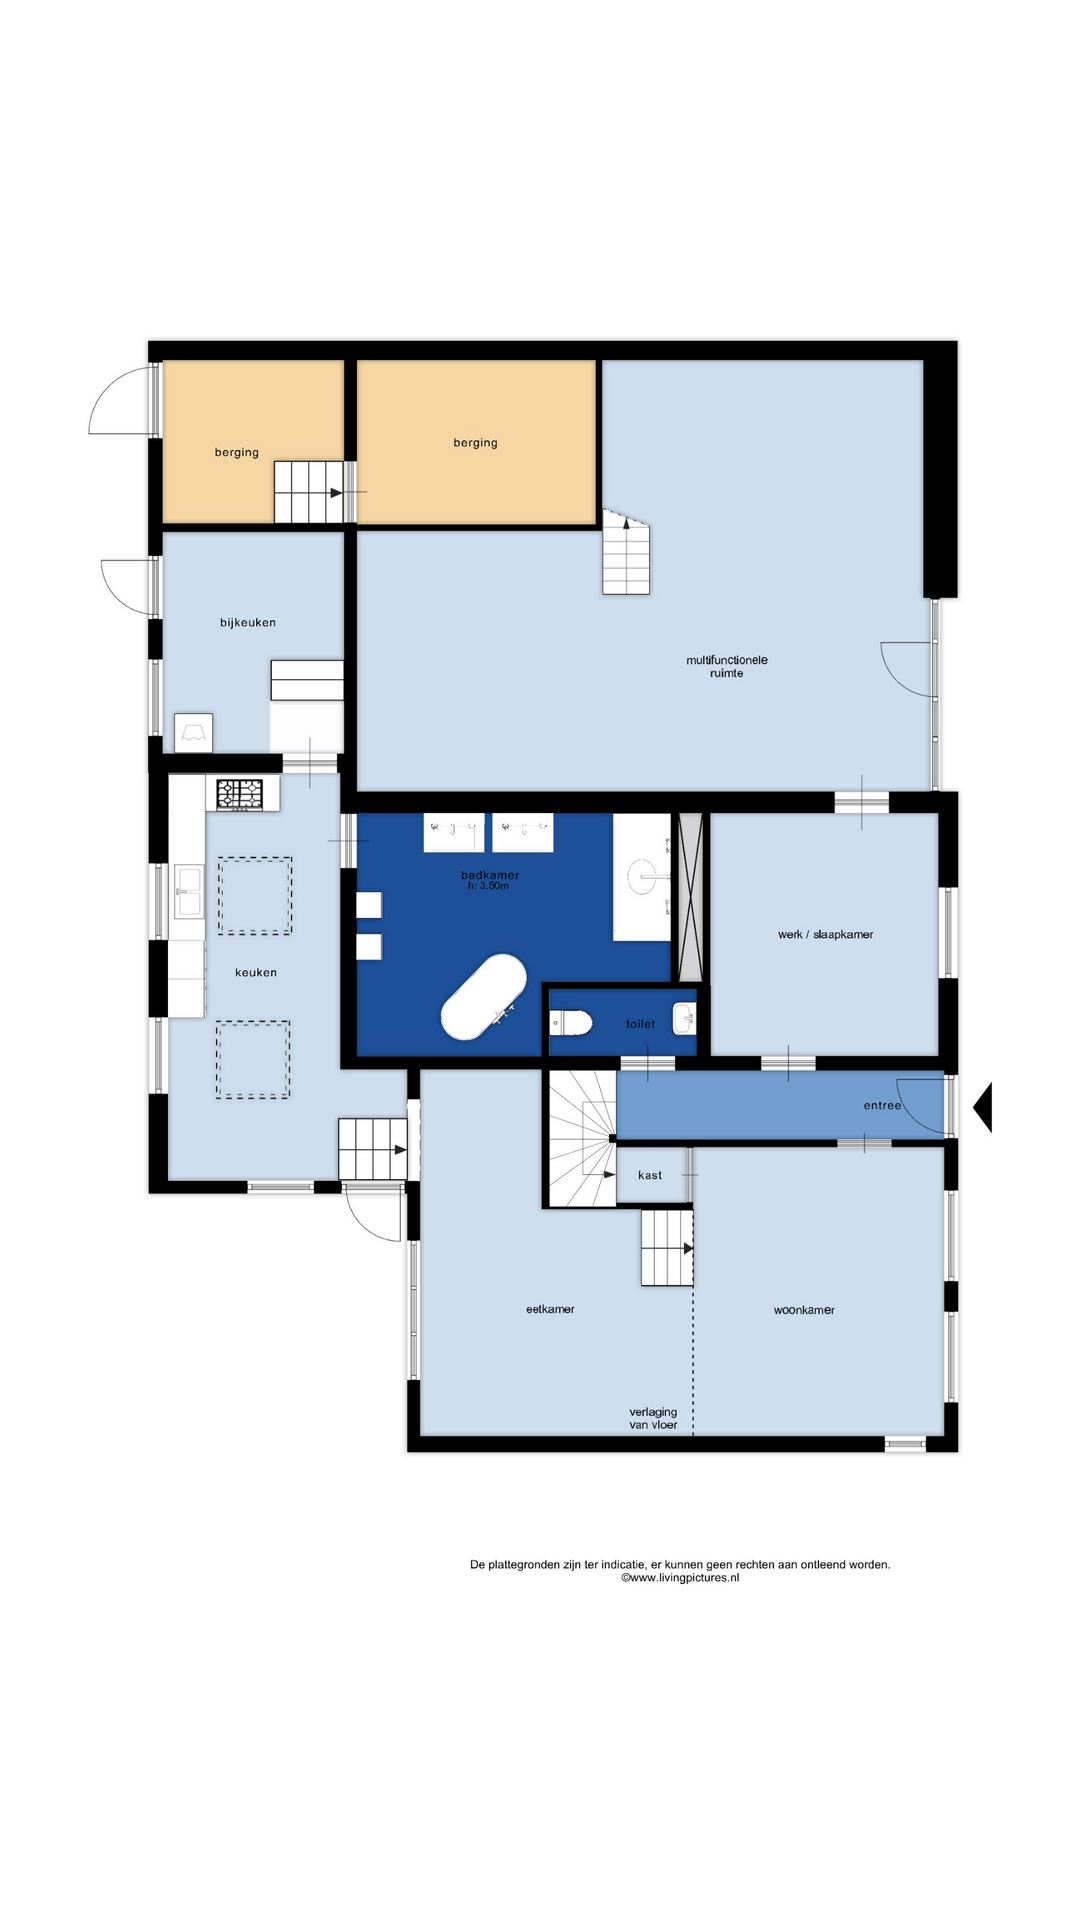 berging
berging
bijkeuken
multifunctionele
ruimte
badkamer
h: 3.50m
werk / slaapkamer
keuken
toilet
entree
kast
eetkamer
woonkamer
verlaging
van vloer
De plattegronden zijn ter indicatie, er kunnen geen rechten aan ontleend worden.
©www.livingpictures.nl